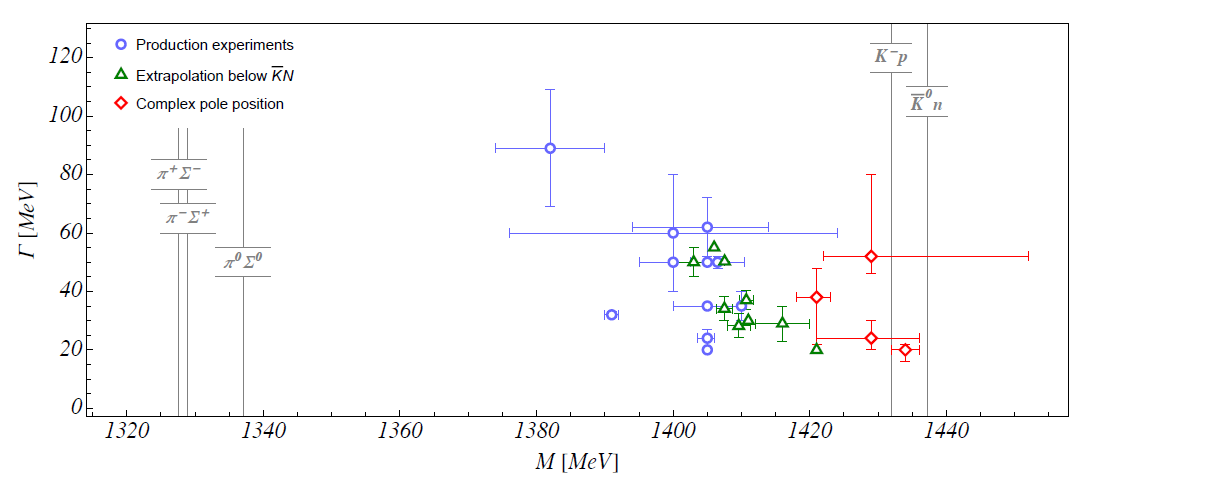 Production experiments
Extrapolation below K̅N
Complex pole position
K⁻p
K̅⁰n
π⁺Σ⁻
π⁻Σ⁺
π⁰Σ⁰
120
100
80
60
40
20
0
Γ [MeV]
1320 1340 1360 1380 1400 1420 1440
M [MeV]